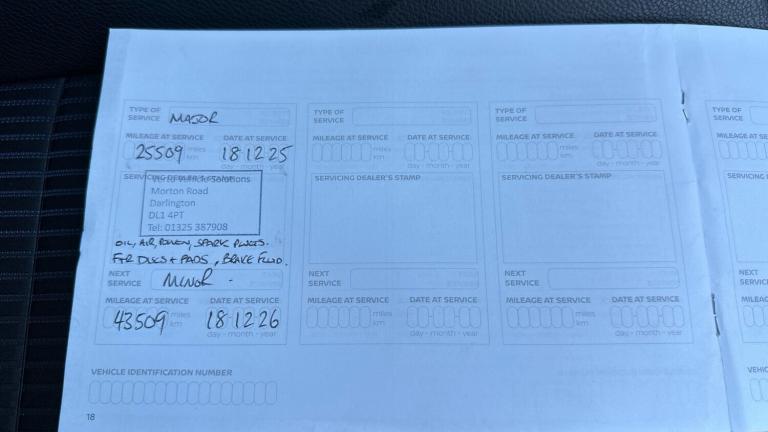 TYPE OF SERVICE MAJOR
MILEAGE AT SERVICE DATE AT SERVICE
25509 miles km 18 12 25
day - month - year
SERVICING DEALER'S STAMP
Vehicle Solutions
Morton Road
Darlington
DL1 4PT
Tel: 01325 387908
OIL, AIR, POLLEN, SPARK PLUGS.
FTR DISCS + PADS, BRAKE FLUID.
NEXT SERVICE MINOR -
MILEAGE AT SERVICE DATE AT SERVICE
43509 miles km 18 12 26
day - month - year
TYPE OF SERVICE
MILEAGE AT SERVICE DATE AT SERVICE
miles km
day - month - year
SERVICING DEALER'S STAMP
NEXT SERVICE
MILEAGE AT SERVICE DATE AT SERVICE
miles km
day - month - year
TYPE OF SERVICE
MILEAGE AT SERVICE DATE AT SERVICE
miles km
day - month - year
SERVICING DEALER'S STAMP
NEXT SERVICE
MILEAGE AT SERVICE DATE AT SERVICE
miles km
day - month - year
VEHICLE IDENTIFICATION NUMBER
18
TYPE OF SERVICE
MILEAGE AT SE
SERVICING
NEXT SERVICE
MILEAGE A
VEHIC